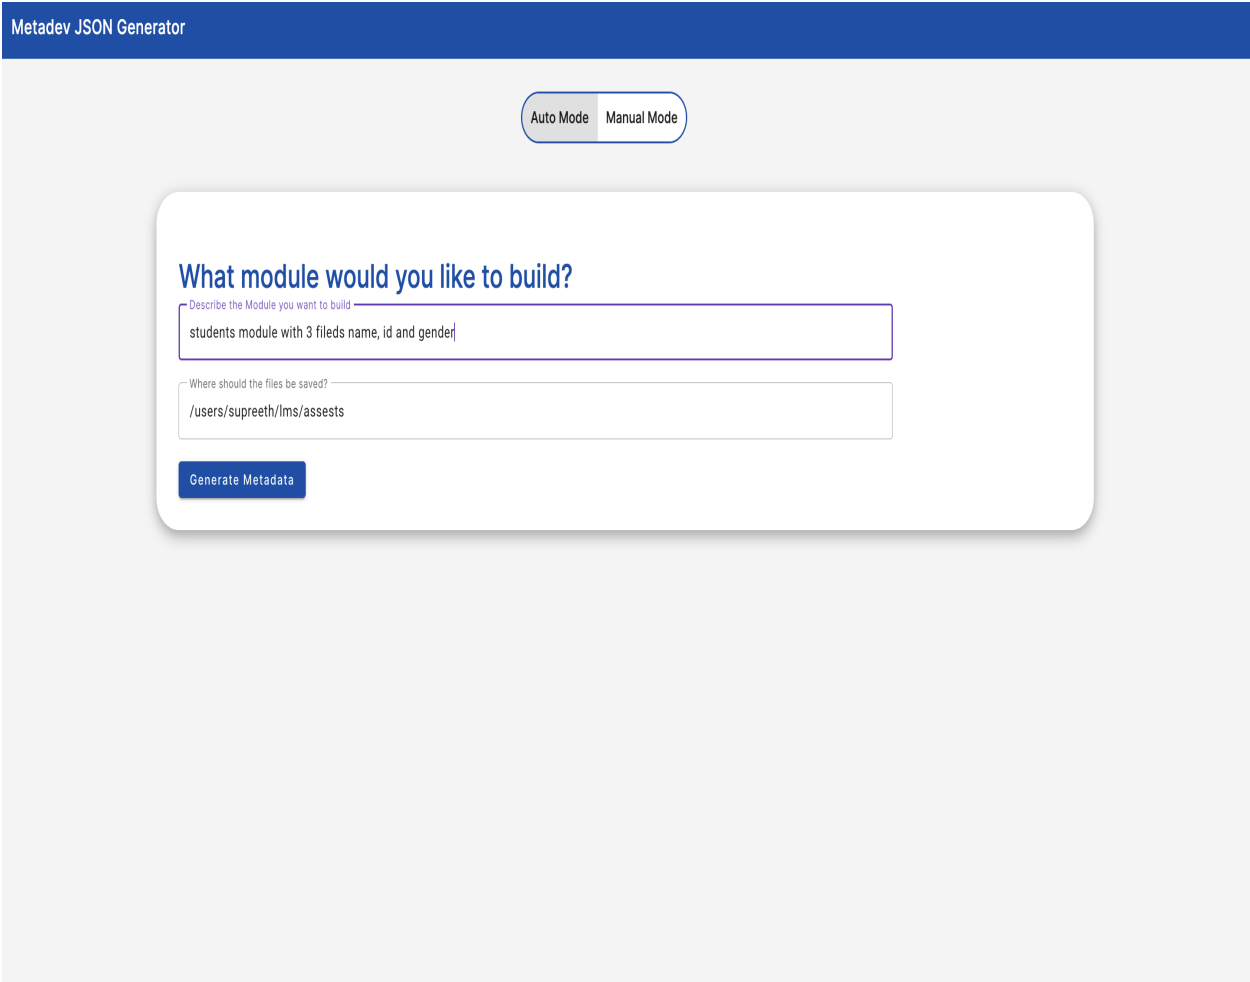 Metadev JSON Generator
Auto Mode Manual Mode
What module would you like to build?
Describe the Module you want to build
students module with 3 fileds name, id and gender
Where should the files be saved?
/users/supreeth/lms/assests
Generate Metadata